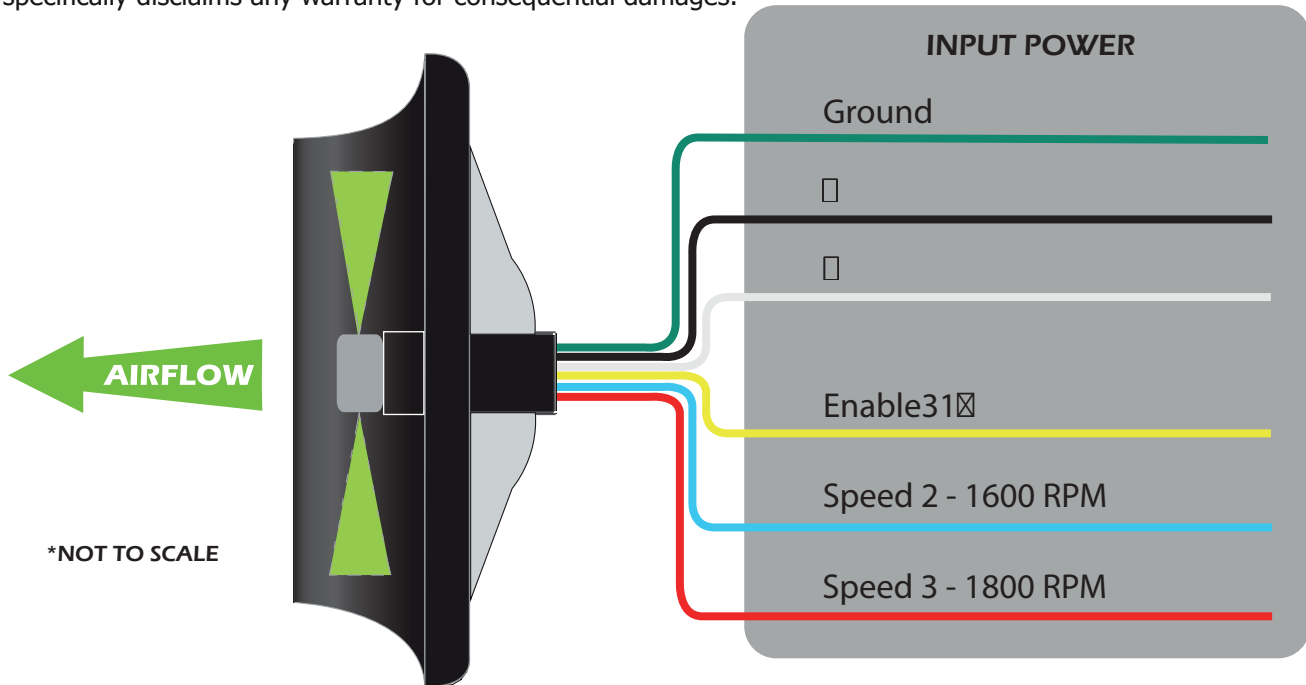 specifically disclaims any warranty for consequential damages.
INPUT POWER
Ground
Enable31
Speed 2 - 1600 RPM
Speed 3 - 1800 RPM
AIRFLOW
*NOT TO SCALE